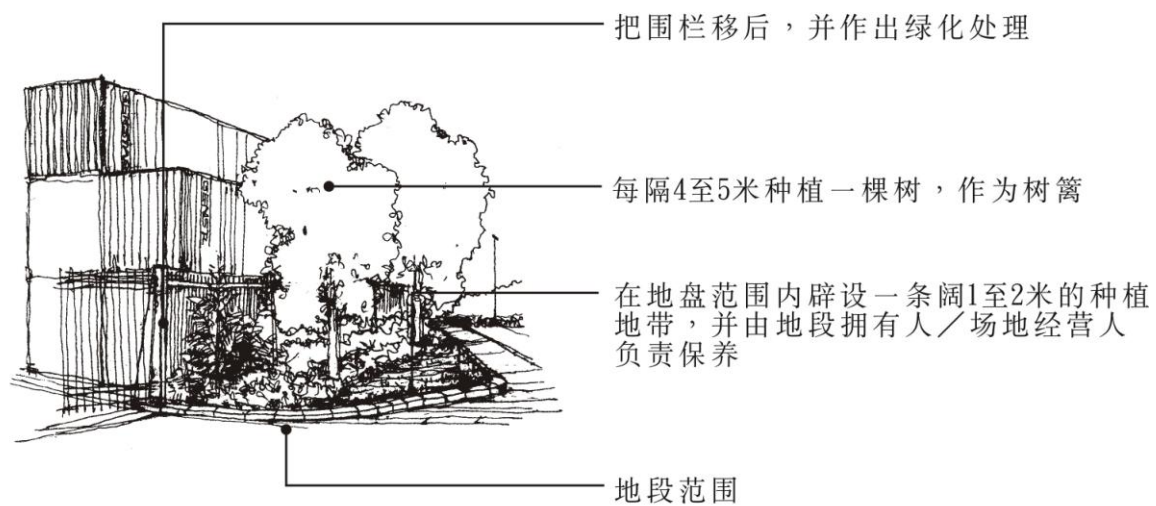 把围栏移后，并作出绿化处理
每隔4至5米种植一棵树，作为树篱
在地盘范围内辟设一条阔1至2米的种植
地带，并由地段拥有人／场地经营人
负责保养
地段范围